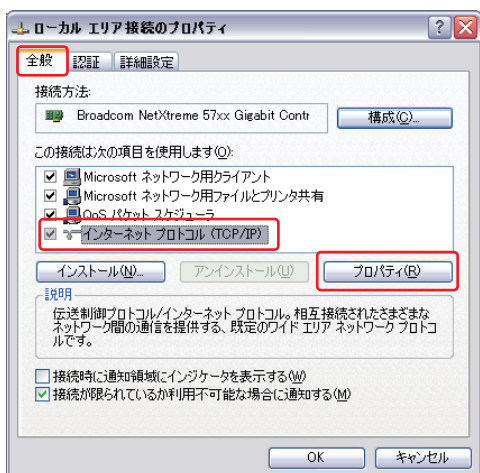 ローカル エリア接続のプロパティ
全般 認証 詳細設定
接続方法:
Broadcom NetXtreme 57xx Gigabit Contr 構成(C)...
この接続は次の項目を使用します(O):
Microsoft ネットワーク用クライアント
Microsoft ネットワーク用ファイルとプリンタ共有
QoS パケット スケジューラ
インターネット プロトコル (TCP/IP)
インストール(N)... アンインストール(U) プロパティ(R)
説明
伝送制御プロトコル/インターネット プロトコル。相互接続されたさまざまな
ネットワーク間の通信を提供する、既定のワイド エリア ネットワーク プロトコ
ルです。
接続時に通知領域にインジケータを表示する(W)
接続が限られているか利用不可能な場合に通知する(M)
OK キャンセル